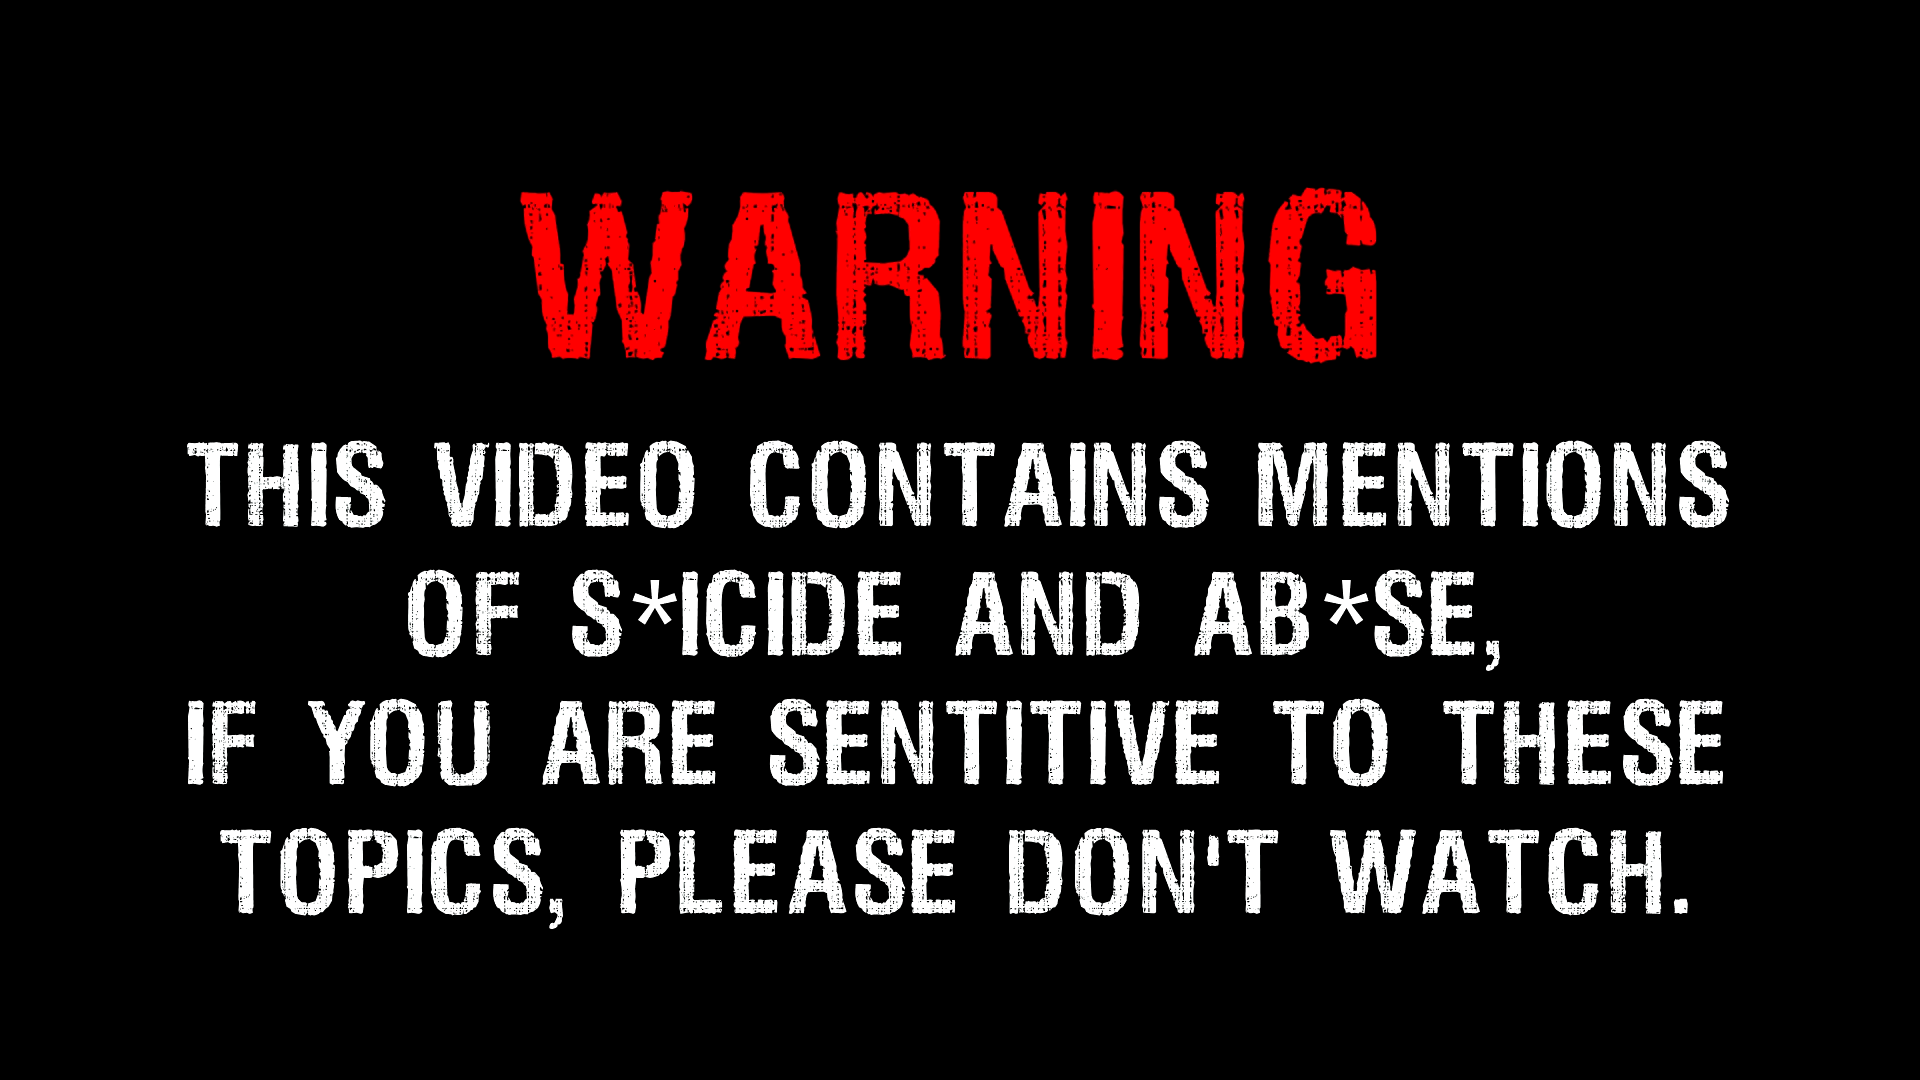 WARNING
THIS VIDEO CONTAINS MENTIONS
OF S*ICIDE AND AB*SE,
IF YOU ARE SENTITIVE TO THESE
TOPICS, PLEASE DON'T WATCH.